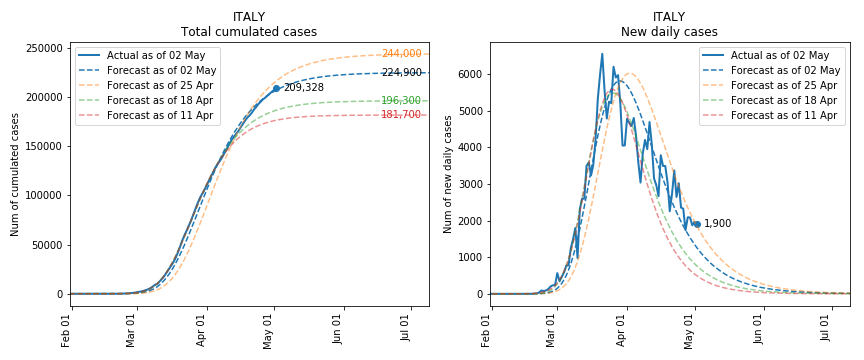 ITALY
Total cumulated cases
Num of cumulated cases
250000
200000
150000
100000
50000
0
Actual as of 02 May
Forecast as of 02 May
Forecast as of 25 Apr
Forecast as of 18 Apr
Forecast as of 11 Apr
244,000
224,900
209,328
196,300
181,700
Feb 01
Mar 01
Apr 01
May 01
Jun 01
Jul 01
ITALY
New daily cases
Num of new daily cases
6000
5000
4000
3000
2000
1000
0
Actual as of 02 May
Forecast as of 02 May
Forecast as of 25 Apr
Forecast as of 18 Apr
Forecast as of 11 Apr
1,900
Feb 01
Mar 01
Apr 01
May 01
Jun 01
Jul 01